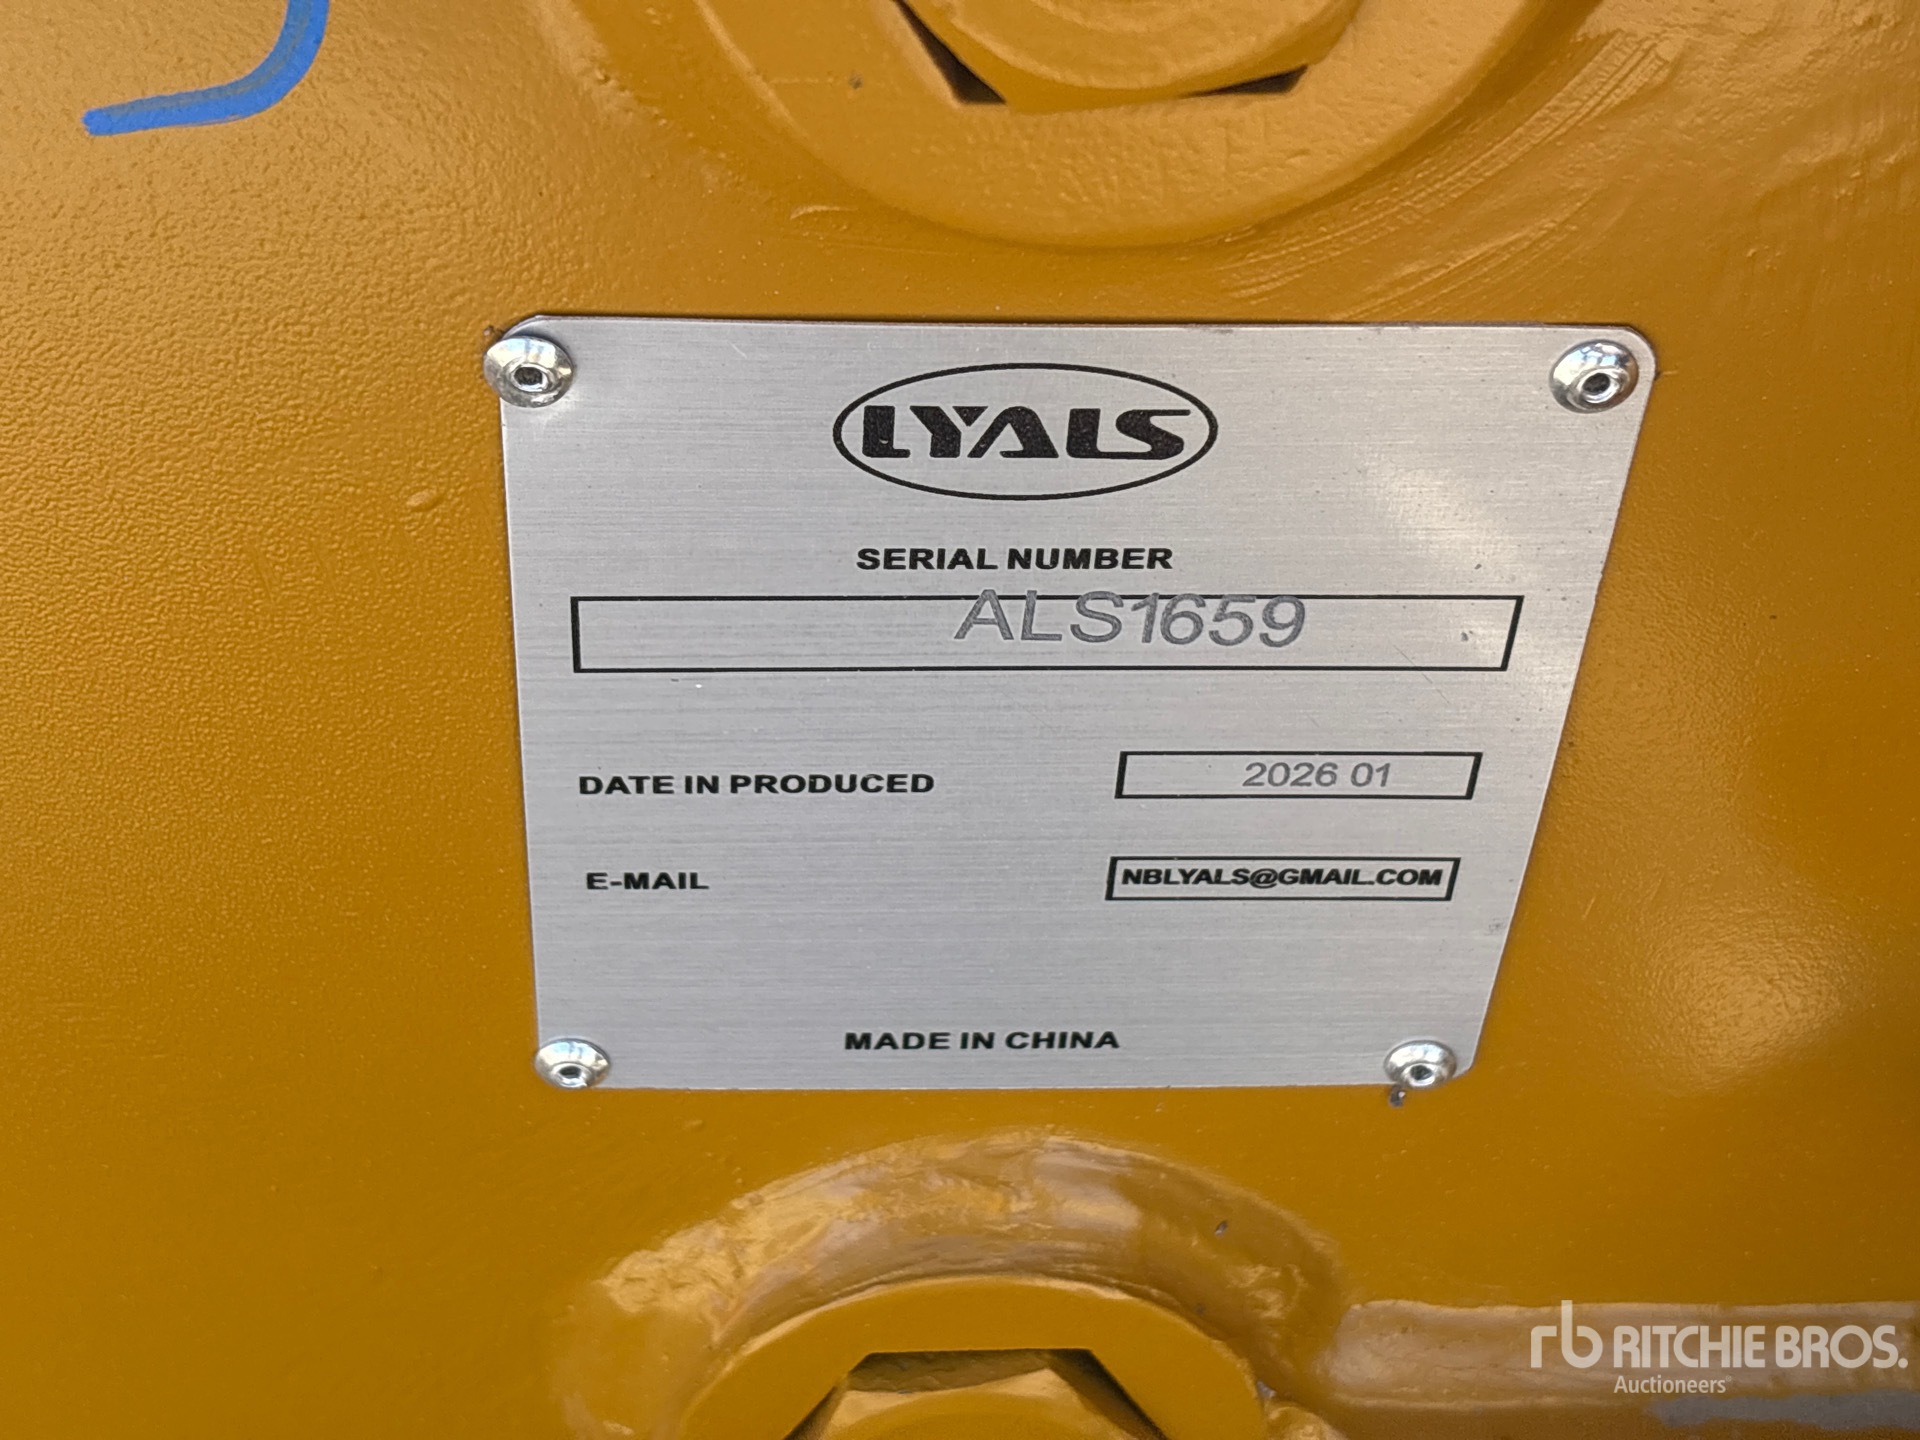 LYALS
SERIAL NUMBER
ALS1659
DATE IN PRODUCED 2026 01
E-MAIL NBLYALS@GMAIL.COM
MADE IN CHINA
rb RITCHIE BROS.
Auctioneers